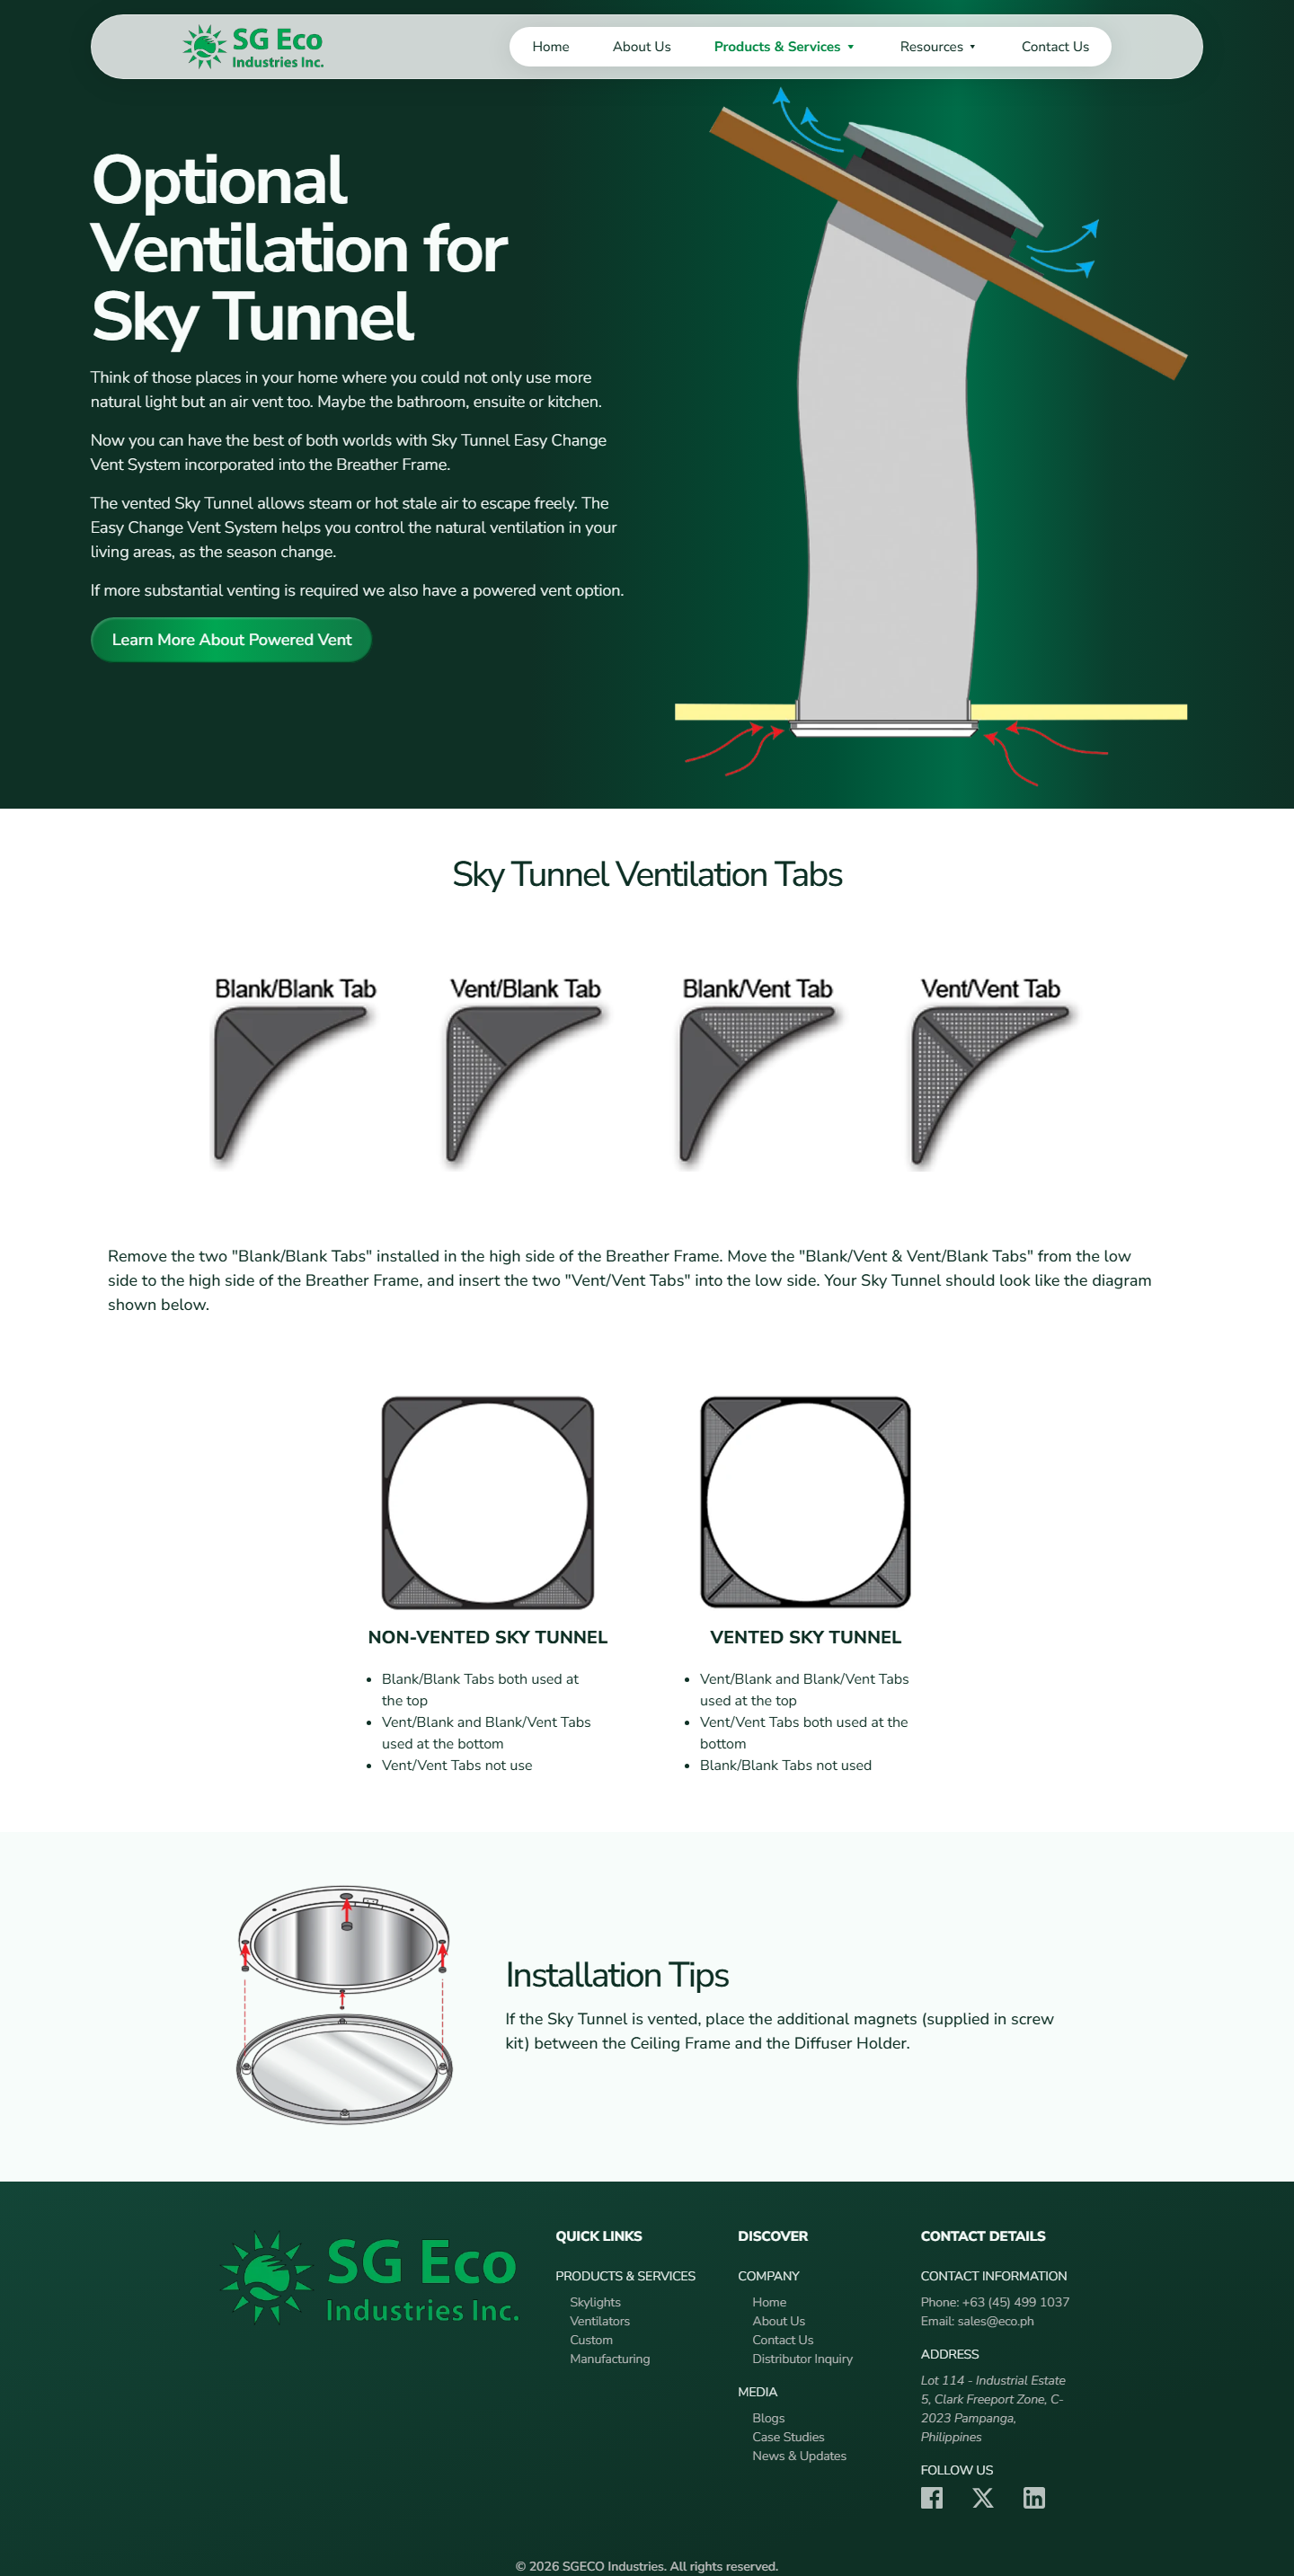 SG Eco
Industries Inc.
Home
About Us
Products & Services
Resources
Contact Us
Optional
Ventilation for
Sky Tunnel
Think of those places in your home where you could not only use more
natural light but an air vent too. Maybe the bathroom, ensuite or kitchen.
Now you can have the best of both worlds with Sky Tunnel Easy Change
Vent System incorporated into the Breather Frame.
The vented Sky Tunnel allows steam or hot stale air to escape freely. The
Easy Change Vent System helps you control the natural ventilation in your
living areas, as the season change.
If more substantial venting is required we also have a powered vent option.
Learn More About Powered Vent
Sky Tunnel Ventilation Tabs
Blank/Blank Tab
Vent/Blank Tab
Blank/Vent Tab
Vent/Vent Tab
Remove the two "Blank/Blank Tabs" installed in the high side of the Breather Frame. Move the "Blank/Vent & Vent/Blank Tabs" from the low
side to the high side of the Breather Frame, and insert the two "Vent/Vent Tabs" into the low side. Your Sky Tunnel should look like the diagram
shown below.
NON-VENTED SKY TUNNEL
• Blank/Blank Tabs both used at
the top
• Vent/Blank and Blank/Vent Tabs
used at the bottom
• Vent/Vent Tabs not use
VENTED SKY TUNNEL
• Vent/Blank and Blank/Vent Tabs
used at the top
• Vent/Vent Tabs both used at the
bottom
• Blank/Blank Tabs not used
Installation Tips
If the Sky Tunnel is vented, place the additional magnets (supplied in screw
kit) between the Ceiling Frame and the Diffuser Holder.
SG Eco
Industries Inc.
QUICK LINKS
PRODUCTS & SERVICES
Skylights
Ventilators
Custom
Manufacturing
DISCOVER
COMPANY
Home
About Us
Contact Us
Distributor Inquiry
MEDIA
Blogs
Case Studies
News & Updates
CONTACT DETAILS
CONTACT INFORMATION
Phone: +63 (45) 499 1037
Email: sales@eco.ph
ADDRESS
Lot 114 - Industrial Estate
5, Clark Freeport Zone, C-
2023 Pampanga,
Philippines
FOLLOW US
© 2026 SGECO Industries. All rights reserved.